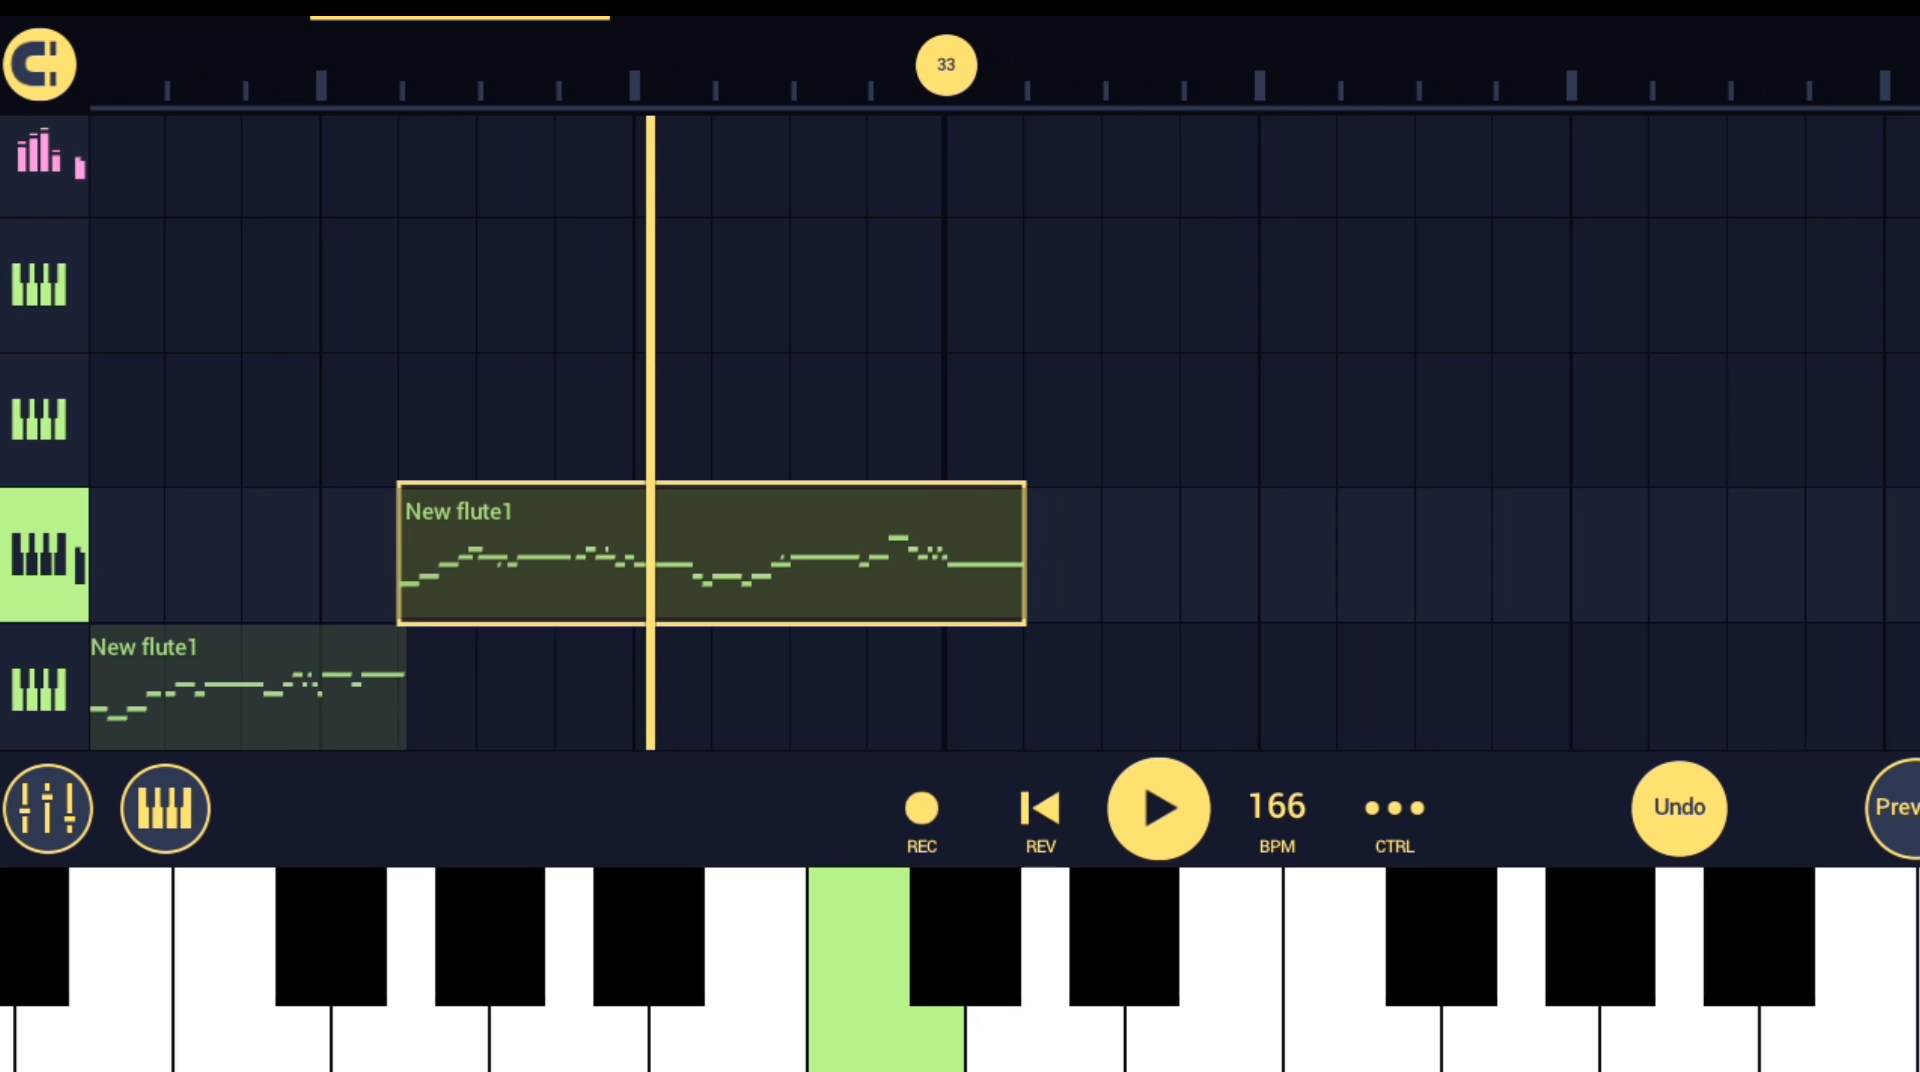 33
New flute1
New flute1
REC
REV
166
BPM
CTRL
Undo
Prev